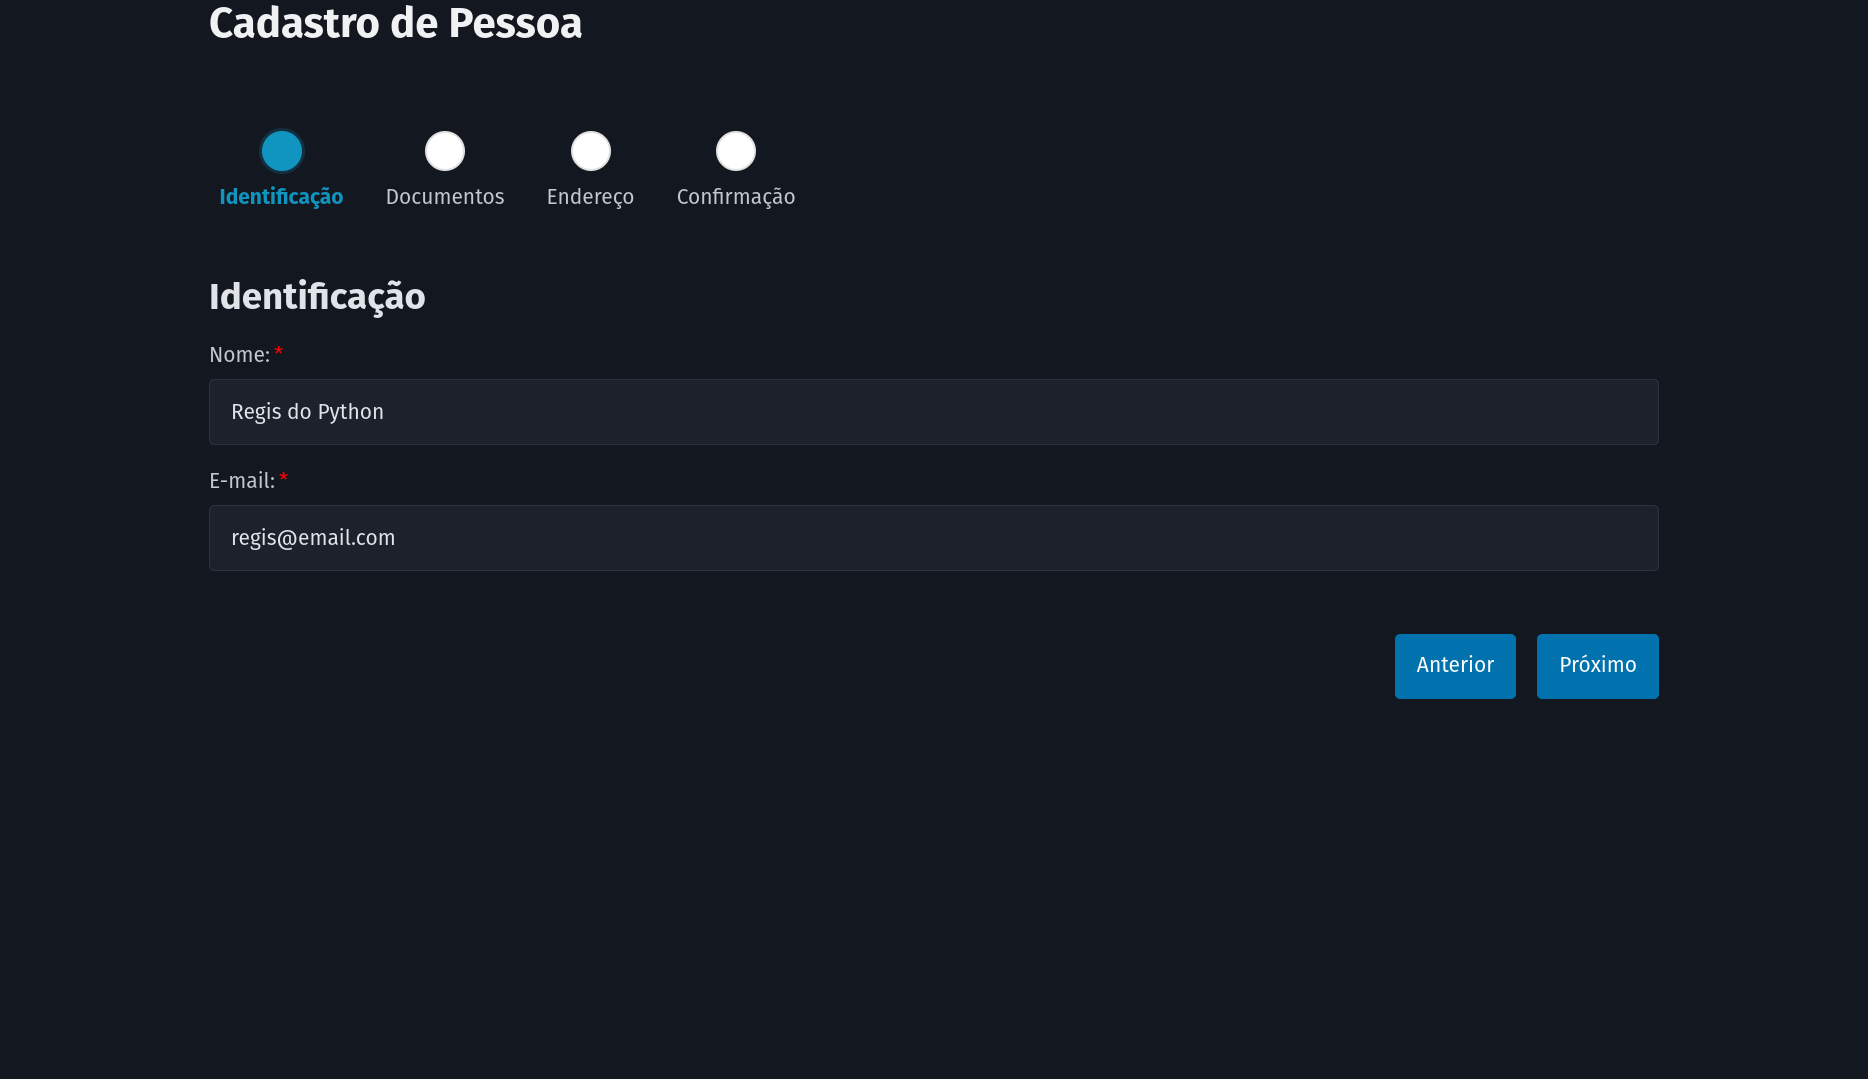 Cadastro de Pessoa
Identificação Documentos Endereço Confirmação
Identificação
Nome: *
Regis do Python
E-mail: *
regis@email.com
Anterior Próximo